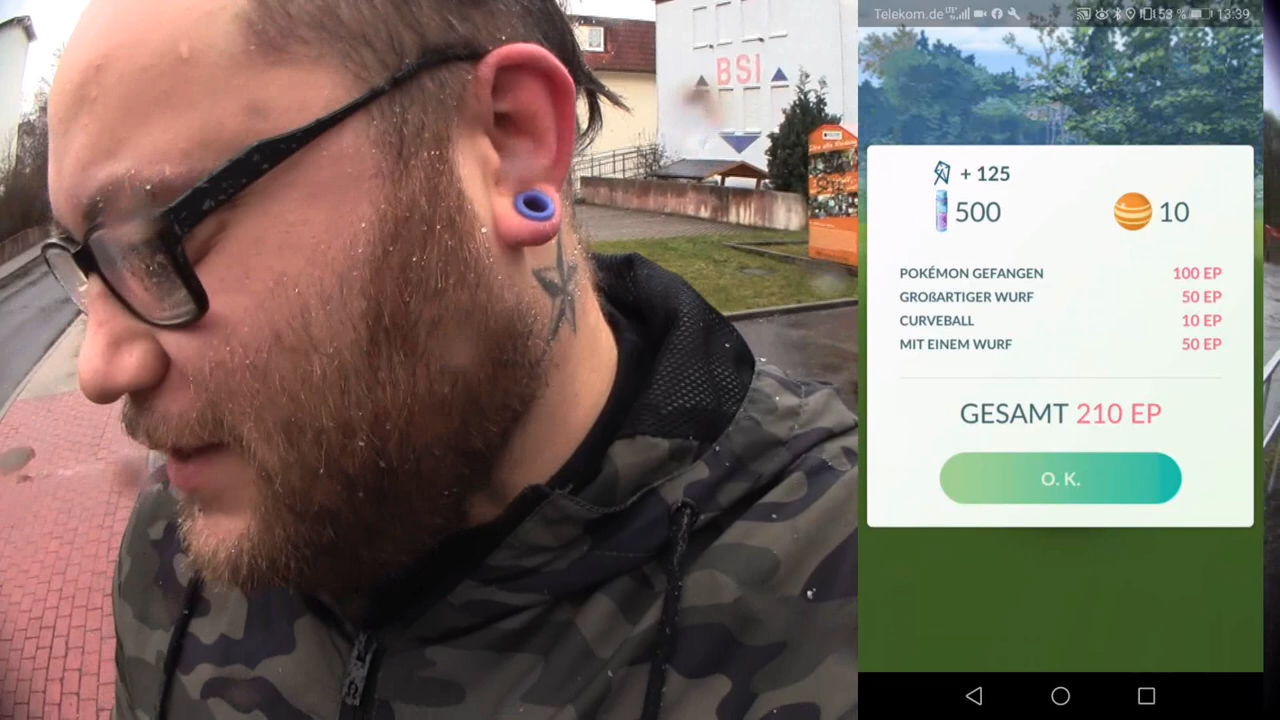 BSI
Telekom.de
53 %
13:39
+ 125
500
10
POKÉMON GEFANGEN 100 EP
GROßARTIGER WURF 50 EP
CURVEBALL 10 EP
MIT EINEM WURF 50 EP
GESAMT 210 EP
O. K.